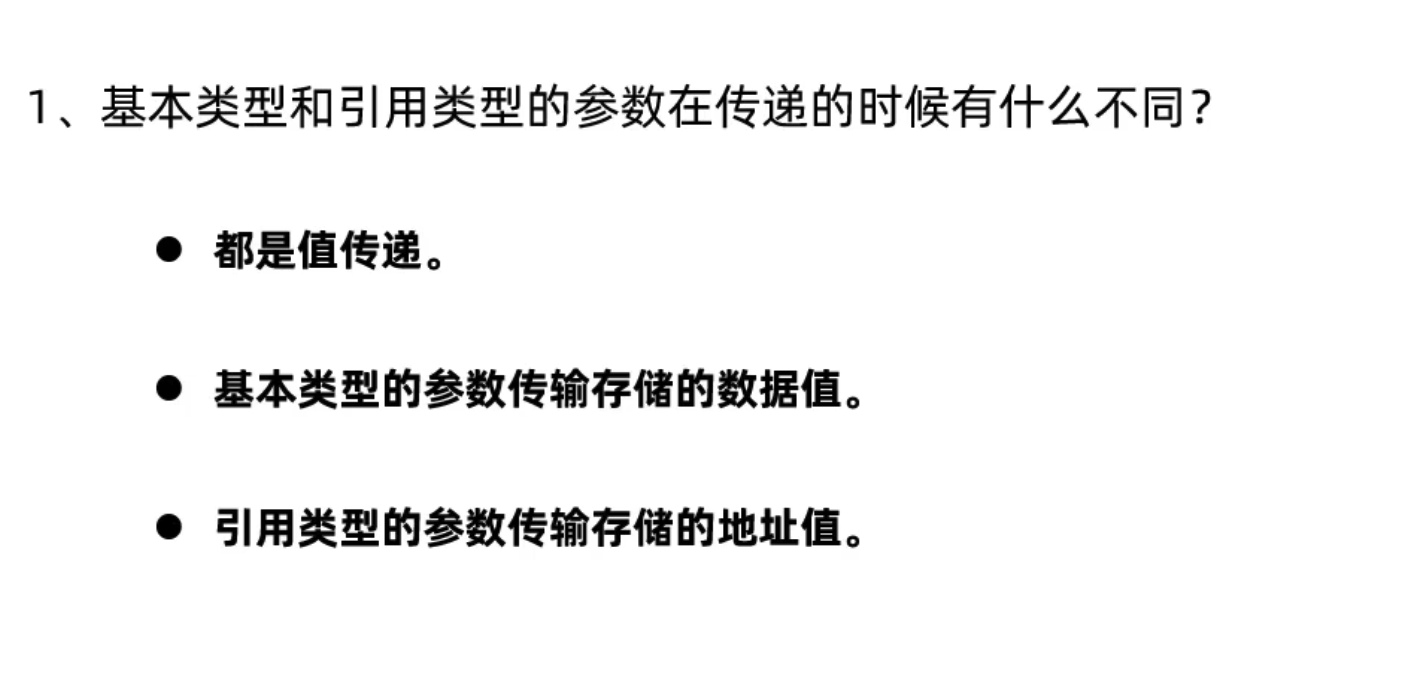 1、基本类型和引用类型的参数在传递的时候有什么不同？
● 都是值传递。
● 基本类型的参数传输存储的数据值。
● 引用类型的参数传输存储的地址值。